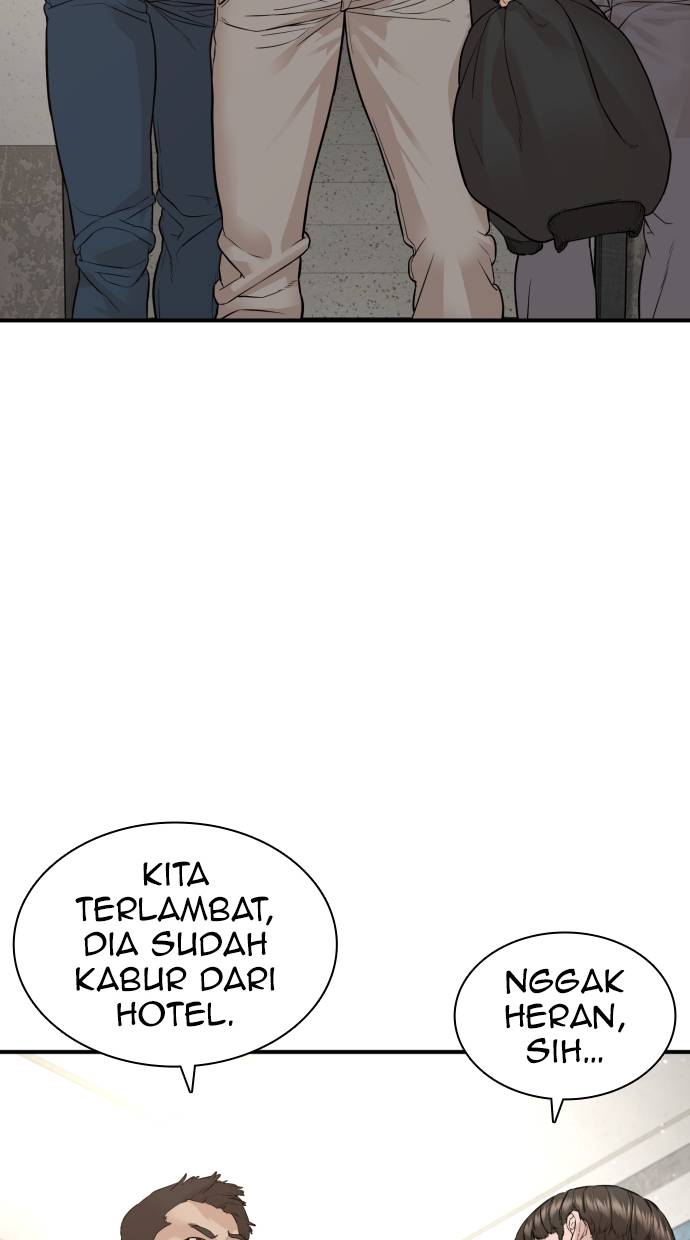 KITA
TERLAMBAT,
DIA SUDAH
KABUR DARI
HOTEL.
NGGAK
HERAN,
SIH...